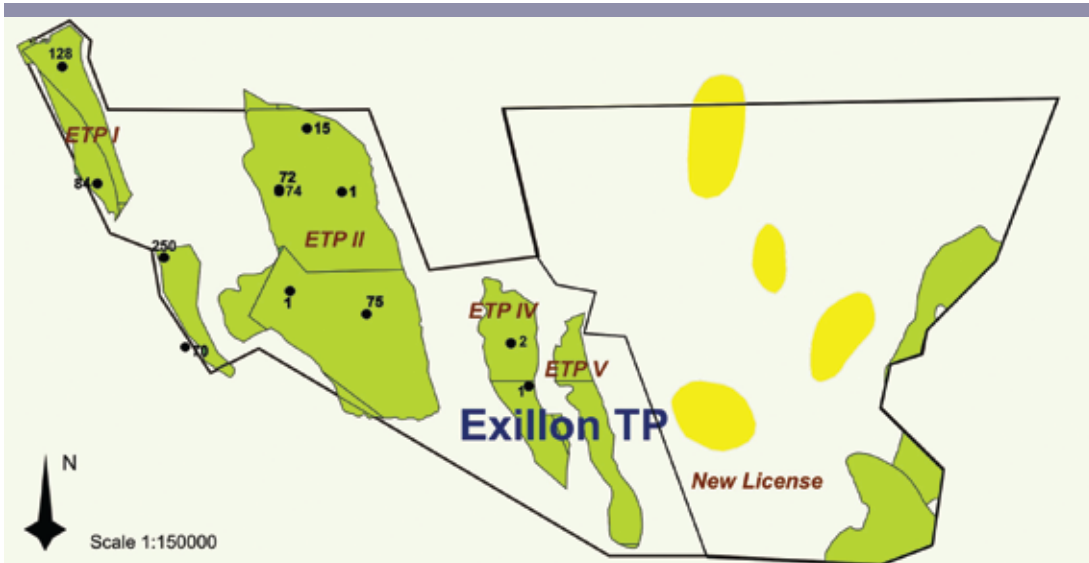 128
ETP I
84
15
72
74
1
ETP II
250
1
75
70
ETP IV
2
ETP V
1
Exillon TP
New License
N
Scale 1:150000